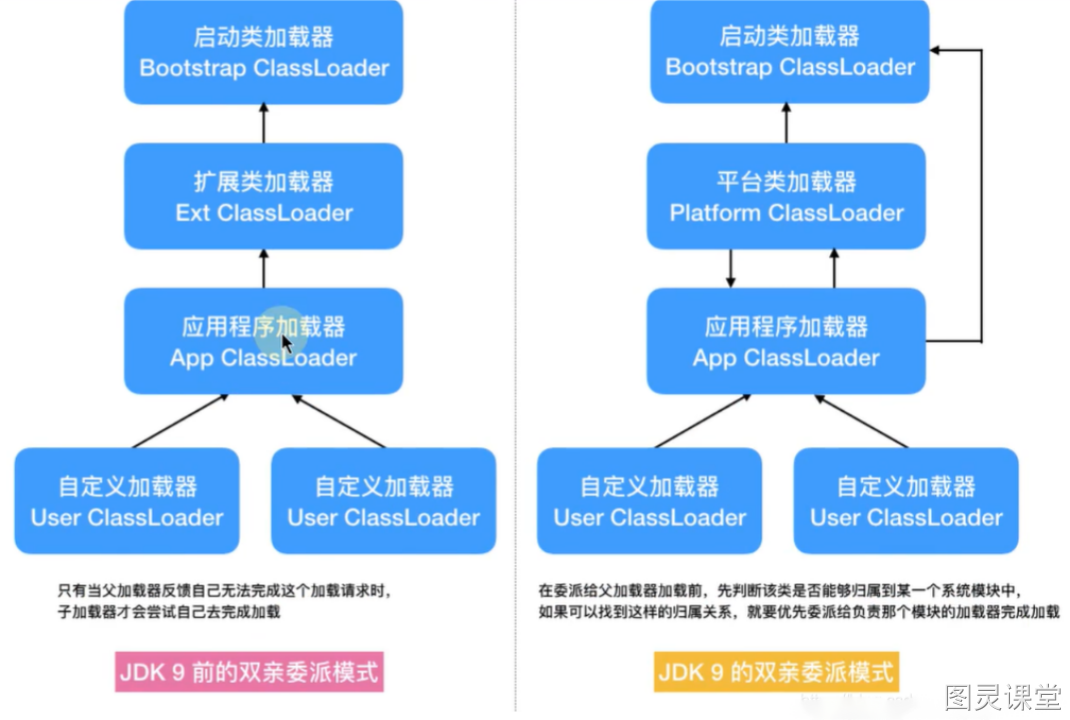 启动类加载器
Bootstrap ClassLoader
扩展类加载器
Ext ClassLoader
应用程序加载器
App ClassLoader
自定义加载器
User ClassLoader
自定义加载器
User ClassLoader
只有当父加载器反馈自己无法完成这个加载请求时,
子加载器才会尝试自己去完成加载
JDK 9 前的双亲委派模式
启动类加载器
Bootstrap ClassLoader
平台类加载器
Platform ClassLoader
应用程序加载器
App ClassLoader
自定义加载器
User ClassLoader
自定义加载器
User ClassLoader
在委派给父加载器加载前，先判断该类是否能够归属到某一个系统模块中,
如果可以找到这样的归属关系，就要优先委派给负责那个模块的加载器完成加载
JDK 9 的双亲委派模式
图灵课堂